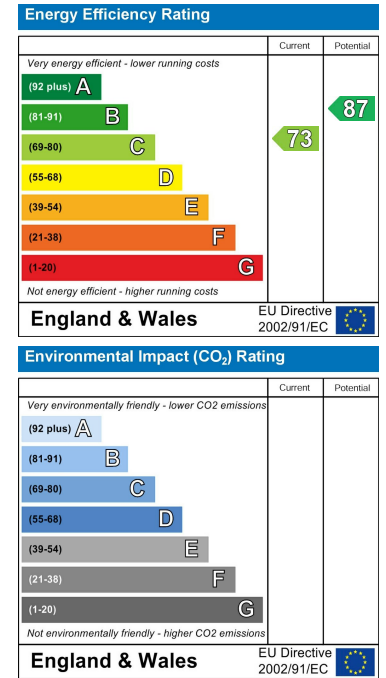 Energy Efficiency Rating
Current Potential
Very energy efficient - lower running costs
(92 plus) A
(81-91) B
87
(69-80) C
73
(55-68) D
(39-54) E
(21-38) F
(1-20) G
Not energy efficient - higher running costs
England & Wales
EU Directive
2002/91/EC
Environmental Impact (CO₂) Rating
Current Potential
Very environmentally friendly - lower CO2 emissions
(92 plus) A
(81-91) B
(69-80) C
(55-68) D
(39-54) E
(21-38) F
(1-20) G
Not environmentally friendly - higher CO2 emissions
England & Wales
EU Directive
2002/91/EC